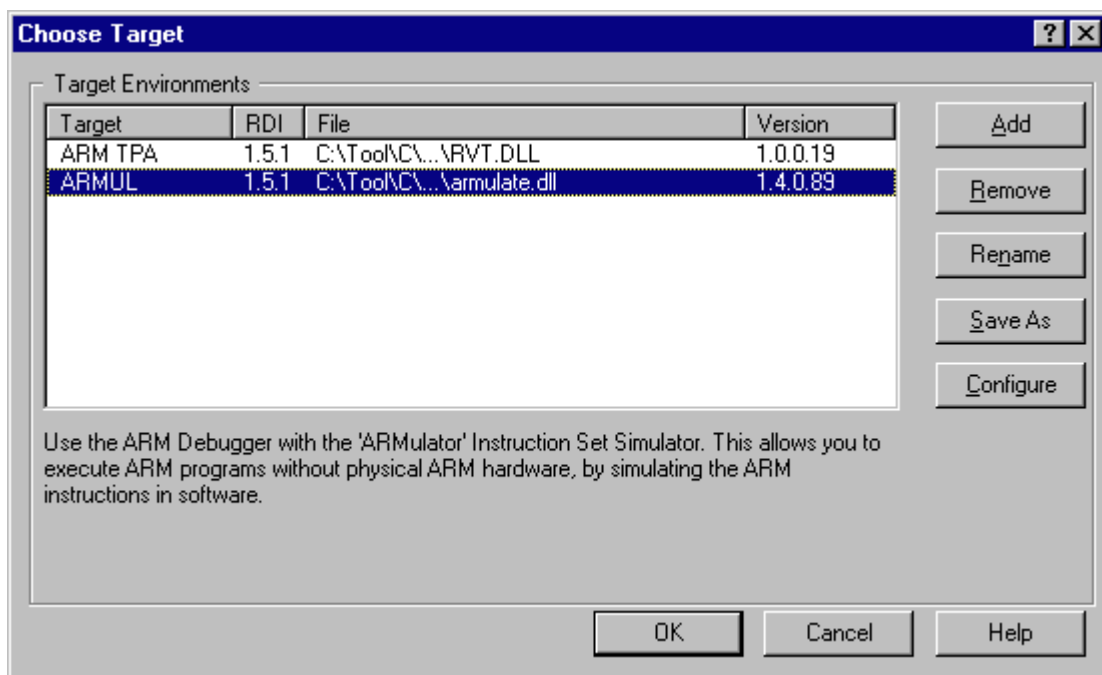 Choose Target
Target Environments
Target RDI File Version
ARM TPA 1.5.1 C:\Tool\C\...\RVT.DLL 1.0.0.19
ARMUL 1.5.1 C:\Tool\C\...\armulate.dll 1.4.0.89
Add
Remove
Rename
Save As
Configure
Use the ARM Debugger with the 'ARMulator' Instruction Set Simulator. This allows you to
execute ARM programs without physical ARM hardware, by simulating the ARM
instructions in software.
OK Cancel Help